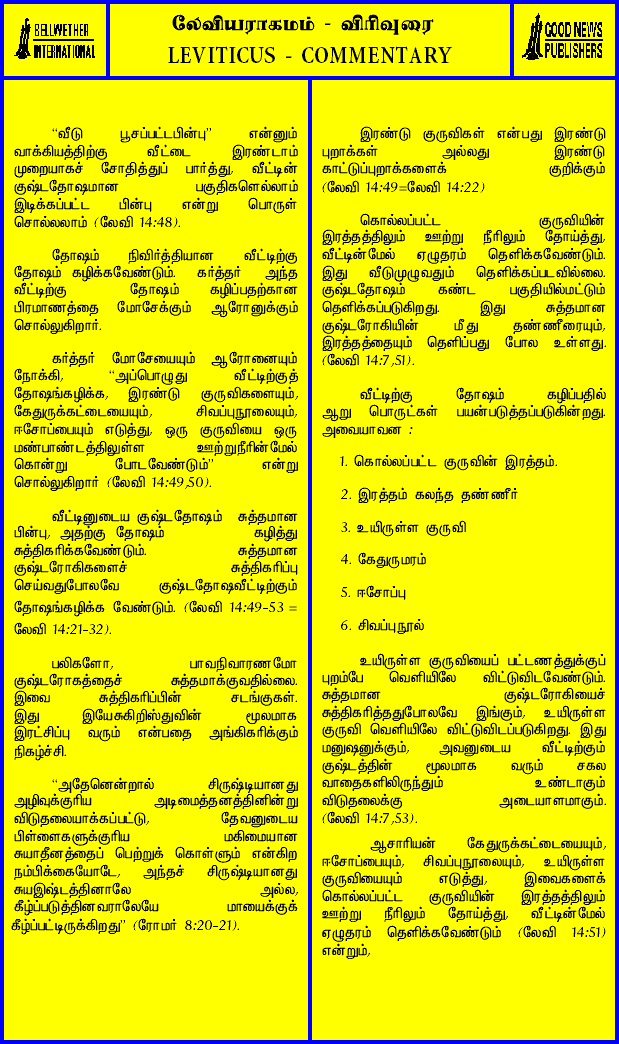 BELLWETHER
INTERNATIONAL
லேவியராகமம் - விரிவுரை
LEVITICUS - COMMENTARY
GOOD NEWS
PUBLISHERS
“வீடு பூசப்பட்டபின்பு” என்னும்
வாக்கியத்திற்கு வீட்டை இரண்டாம்
முறையாகச் சோதித்துப் பார்த்து, வீட்டின்
குஷ்டதோஷமான பகுதிகளெல்லாம்
இடிக்கப்பட்ட பின்பு என்று பொருள்
சொல்லலாம் (லேவி 14:48).
தோஷம் நிவிர்த்தியான வீட்டிற்கு
தோஷம் கழிக்கவேண்டும். கர்த்தர் அந்த
வீட்டிற்கு தோஷம் கழிப்பதற்கான
பிரமாணத்தை மோசேக்கும் ஆரோனுக்கும்
சொல்லுகிறார்.
கர்த்தர் மோசேயையும் ஆரோனையும்
நோக்கி, “அப்பொழுது வீட்டிற்குத்
தோஷங்கழிக்க, இரண்டு குருவிகளையும்,
கேதுருக்கட்டையையும், சிவப்புநூலையும்,
ஈசோப்பையும் எடுத்து, ஒரு குருவியை ஒரு
மண்பாண்டத்திலுள்ள ஊற்றுநீரின்மேல்
கொன்று போடவேண்டும்” என்று
சொல்லுகிறார் (லேவி 14:49,50).
வீட்டினுடைய குஷ்டதோஷம் சுத்தமான
பின்பு, அதற்கு தோஷம் கழித்து
சுத்திகரிக்கவேண்டும். சுத்தமான
குஷ்டரோகிகளைச் சுத்திகரிப்பு
செய்வதுபோலவே குஷ்டதோஷவீட்டிற்கும்
தோஷங்கழிக்க வேண்டும். (லேவி 14:49-53 =
லேவி 14:21-32).
பலிகளோ, பாவநிவாரணமோ
குஷ்டரோகத்தைச் சுத்தமாக்குவதில்லை.
இவை சுத்திகரிப்பின் சடங்குகள்.
இது இயேசுகிறிஸ்துவின் மூலமாக
இரட்சிப்பு வரும் என்பதை அங்கிகரிக்கும்
நிகழ்ச்சி.
“அதேனென்றால் சிருஷ்டியானது
அழிவுக்குரிய அடிமைத்தனத்தினின்று
விடுதலையாக்கப்பட்டு, தேவனுடைய
பிள்ளைகளுக்குரிய மகிமையான
சுயாதீனத்தைப் பெற்றுக் கொள்ளும் என்கிற
நம்பிக்கையோடே, அந்தச் சிருஷ்டியானது
சுயஇஷ்டத்தினாலே அல்ல,
கீழ்ப்படுத்தினவராலேயே மாயைக்குக்
கீழ்ப்பட்டிருக்கிறது” (ரோமர் 8:20-21).
இரண்டு குருவிகள் என்பது இரண்டு
புறாக்கள் அல்லது இரண்டு
காட்டுப்புறாக்களைக் குறிக்கும்
(லேவி 14:49=லேவி 14:22)
கொல்லப்பட்ட குருவியின்
இரத்தத்திலும் ஊற்று நீரிலும் தோய்த்து,
வீட்டின்மேல் ஏழுதரம் தெளிக்கவேண்டும்.
இது வீடுமுழுவதும் தெளிக்கப்படவில்லை.
குஷ்டதோஷம் கண்ட பகுதியில்மட்டும்
தெளிக்கப்படுகிறது. இது சுத்தமான
குஷ்டரோகியின் மீது தண்ணீரையும்,
இரத்தத்தையும் தெளிப்பது போல உள்ளது.
(லேவி 14:7,51).
வீட்டிற்கு தோஷம் கழிப்பதில்
ஆறு பொருட்கள் பயன்படுத்தப்படுகின்றது.
அவையாவன :
1. கொல்லப்பட்ட குருவின் இரத்தம்.
2. இரத்தம் கலந்த தண்ணீர்
3. உயிருள்ள குருவி
4. கேதுருமரம்
5. ஈசோப்பு
6. சிவப்புநூல்
உயிருள்ள குருவியைப் பட்டணத்துக்குப்
புறம்பே வெளியிலே விட்டுவிடவேண்டும்.
சுத்தமான குஷ்டரோகியைச்
சுத்திகரித்ததுபோலவே இங்கும், உயிருள்ள
குருவி வெளியிலே விட்டுவிடப்படுகிறது. இது
மனுஷனுக்கும், அவனுடைய வீட்டிற்கும்
குஷ்டத்தின் மூலமாக வரும் சகல
வாதைகளிலிருந்தும் உண்டாகும்
விடுதலைக்கு அடையாளமாகும்.
(லேவி 14:7,53).
ஆசாரியன் கேதுருக்கட்டையையும்,
ஈசோப்பையும், சிவப்புநூலையும், உயிருள்ள
குருவியையும் எடுத்து, இவைகளைக்
கொல்லப்பட்ட குருவியின் இரத்தத்திலும்
ஊற்று நீரிலும் தோய்த்து, வீட்டின்மேல்
ஏழுதரம் தெளிக்கவேண்டும் (லேவி 14:51)
என்றும்,